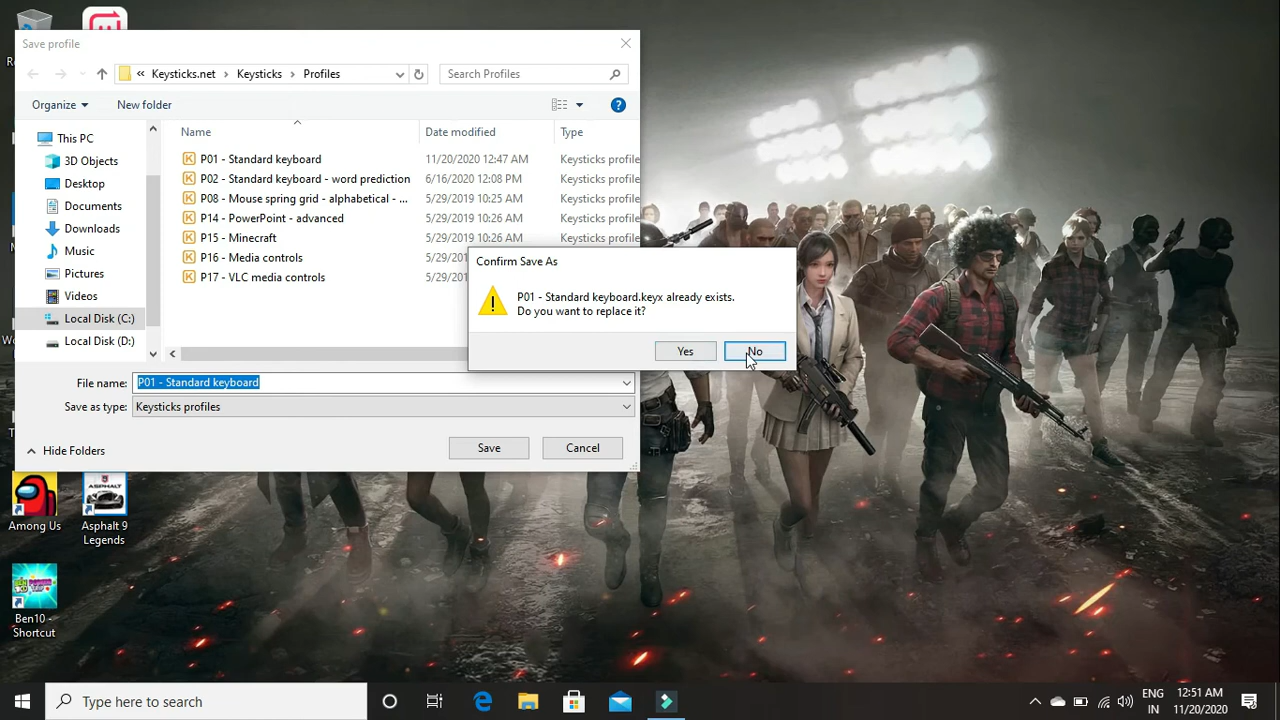 Save profile
« Keysticks.net › Keysticks › Profiles
Search Profiles
Organize
New folder
Name
Date modified
Type
This PC
3D Objects
Desktop
Documents
Downloads
Music
Pictures
Videos
Local Disk (C:)
Local Disk (D:)
P01 - Standard keyboard 11/20/2020 12:47 AM Keysticks profile
P02 - Standard keyboard - word prediction 6/16/2020 12:08 PM Keysticks profile
P08 - Mouse spring grid - alphabetical - ... 5/29/2019 10:25 AM Keysticks profile
P14 - PowerPoint - advanced 5/29/2019 10:26 AM Keysticks profile
P15 - Minecraft 5/29/2019 10:26 AM Keysticks profile
P16 - Media controls 5/29/2019
P17 - VLC media controls 5/29/2019
Confirm Save As
P01 - Standard keyboard.keyx already exists.
Do you want to replace it?
Yes
No
File name: P01 - Standard keyboard
Save as type: Keysticks profiles
Hide Folders
Save
Cancel
Among Us
ASPHALT
Asphalt 9
Legends
Ben10 -
Shortcut
Type here to search
ENG
IN
12:51 AM
11/20/2020